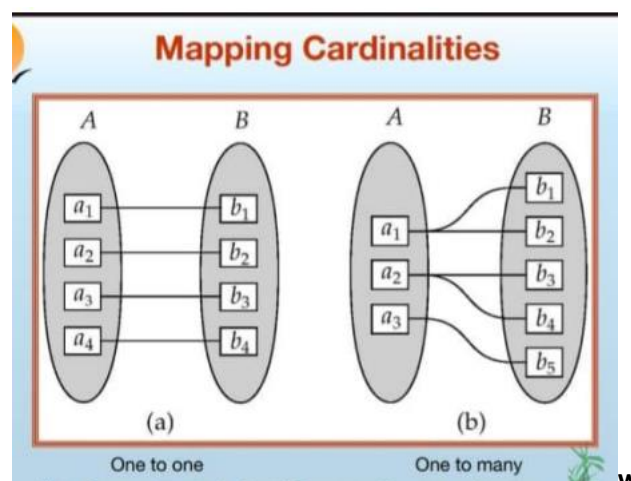 Mapping Cardinalities
A B
a1 b1
a2 b2
a3 b3
a4 b4
(a)
One to one
A B
a1 b1
a2 b2
a3 b3
b4
b5
(b)
One to many